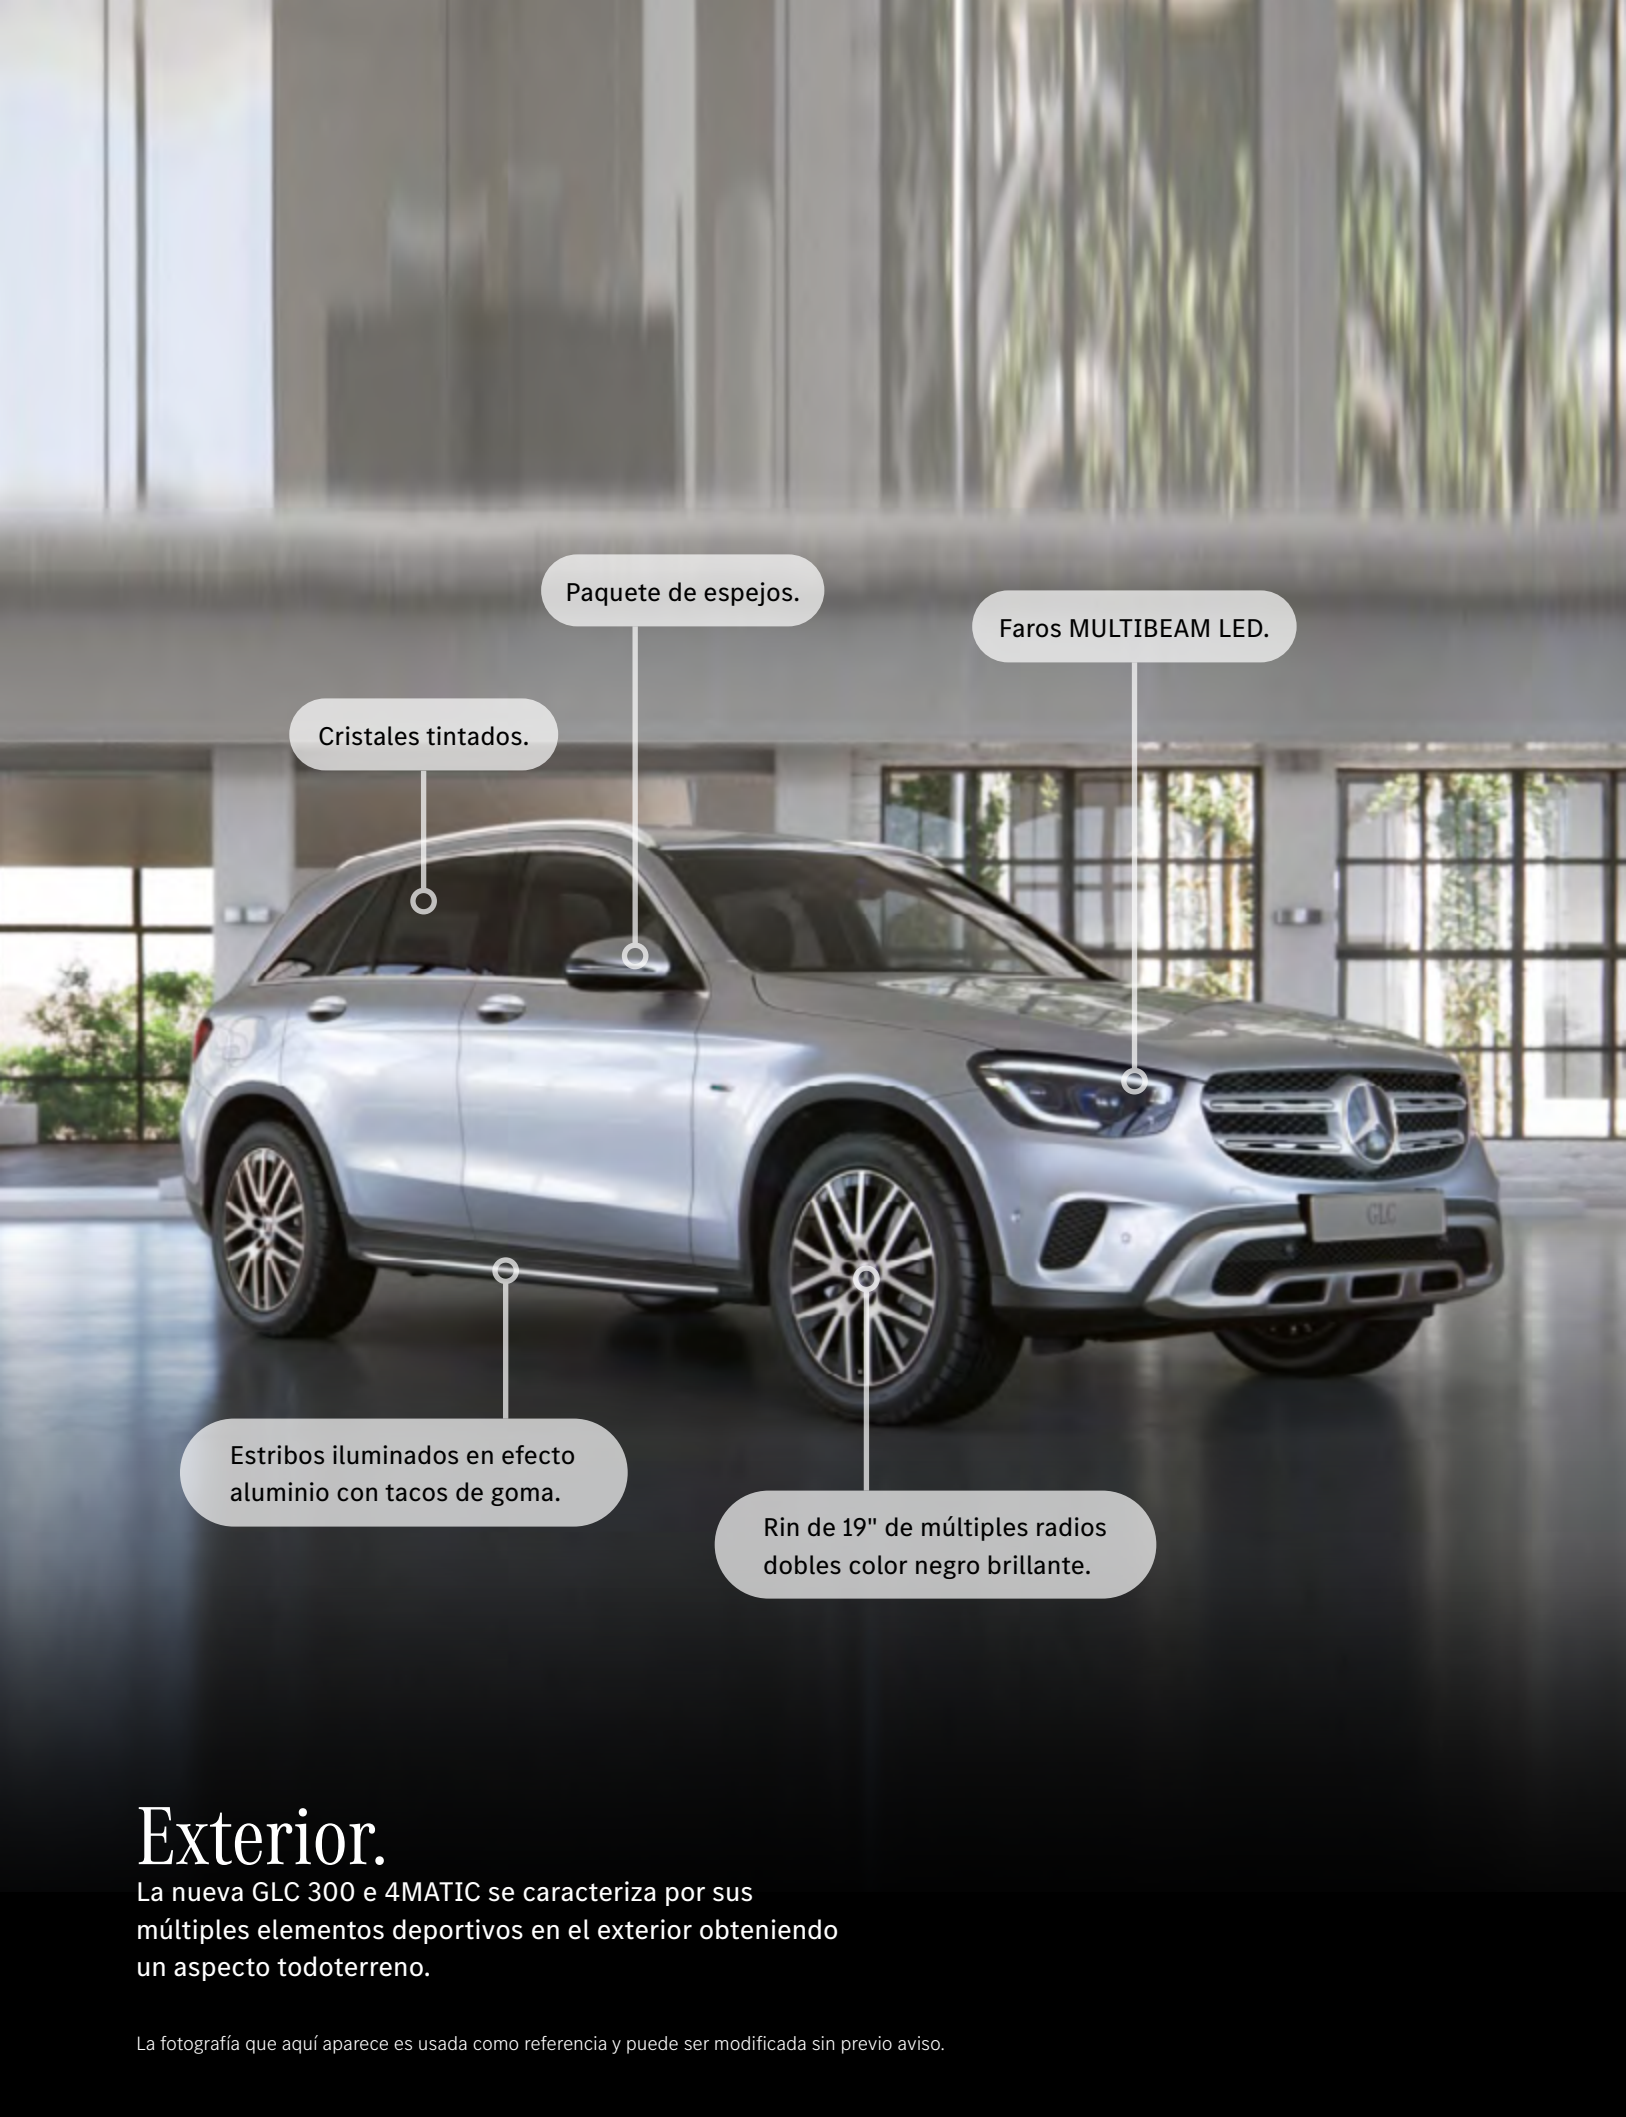 Paquete de espejos.
Faros MULTIBEAM LED.
Cristales tintados.
GLC
Estribos iluminados en efecto
aluminio con tacos de goma.
Rin de 19" de múltiples radios
dobles color negro brillante.
Exterior.
La nueva GLC 300 e 4MATIC se caracteriza por sus
múltiples elementos deportivos en el exterior obteniendo
un aspecto todoterreno.
La fotografía que aquí aparece es usada como referencia y puede ser modificada sin previo aviso.